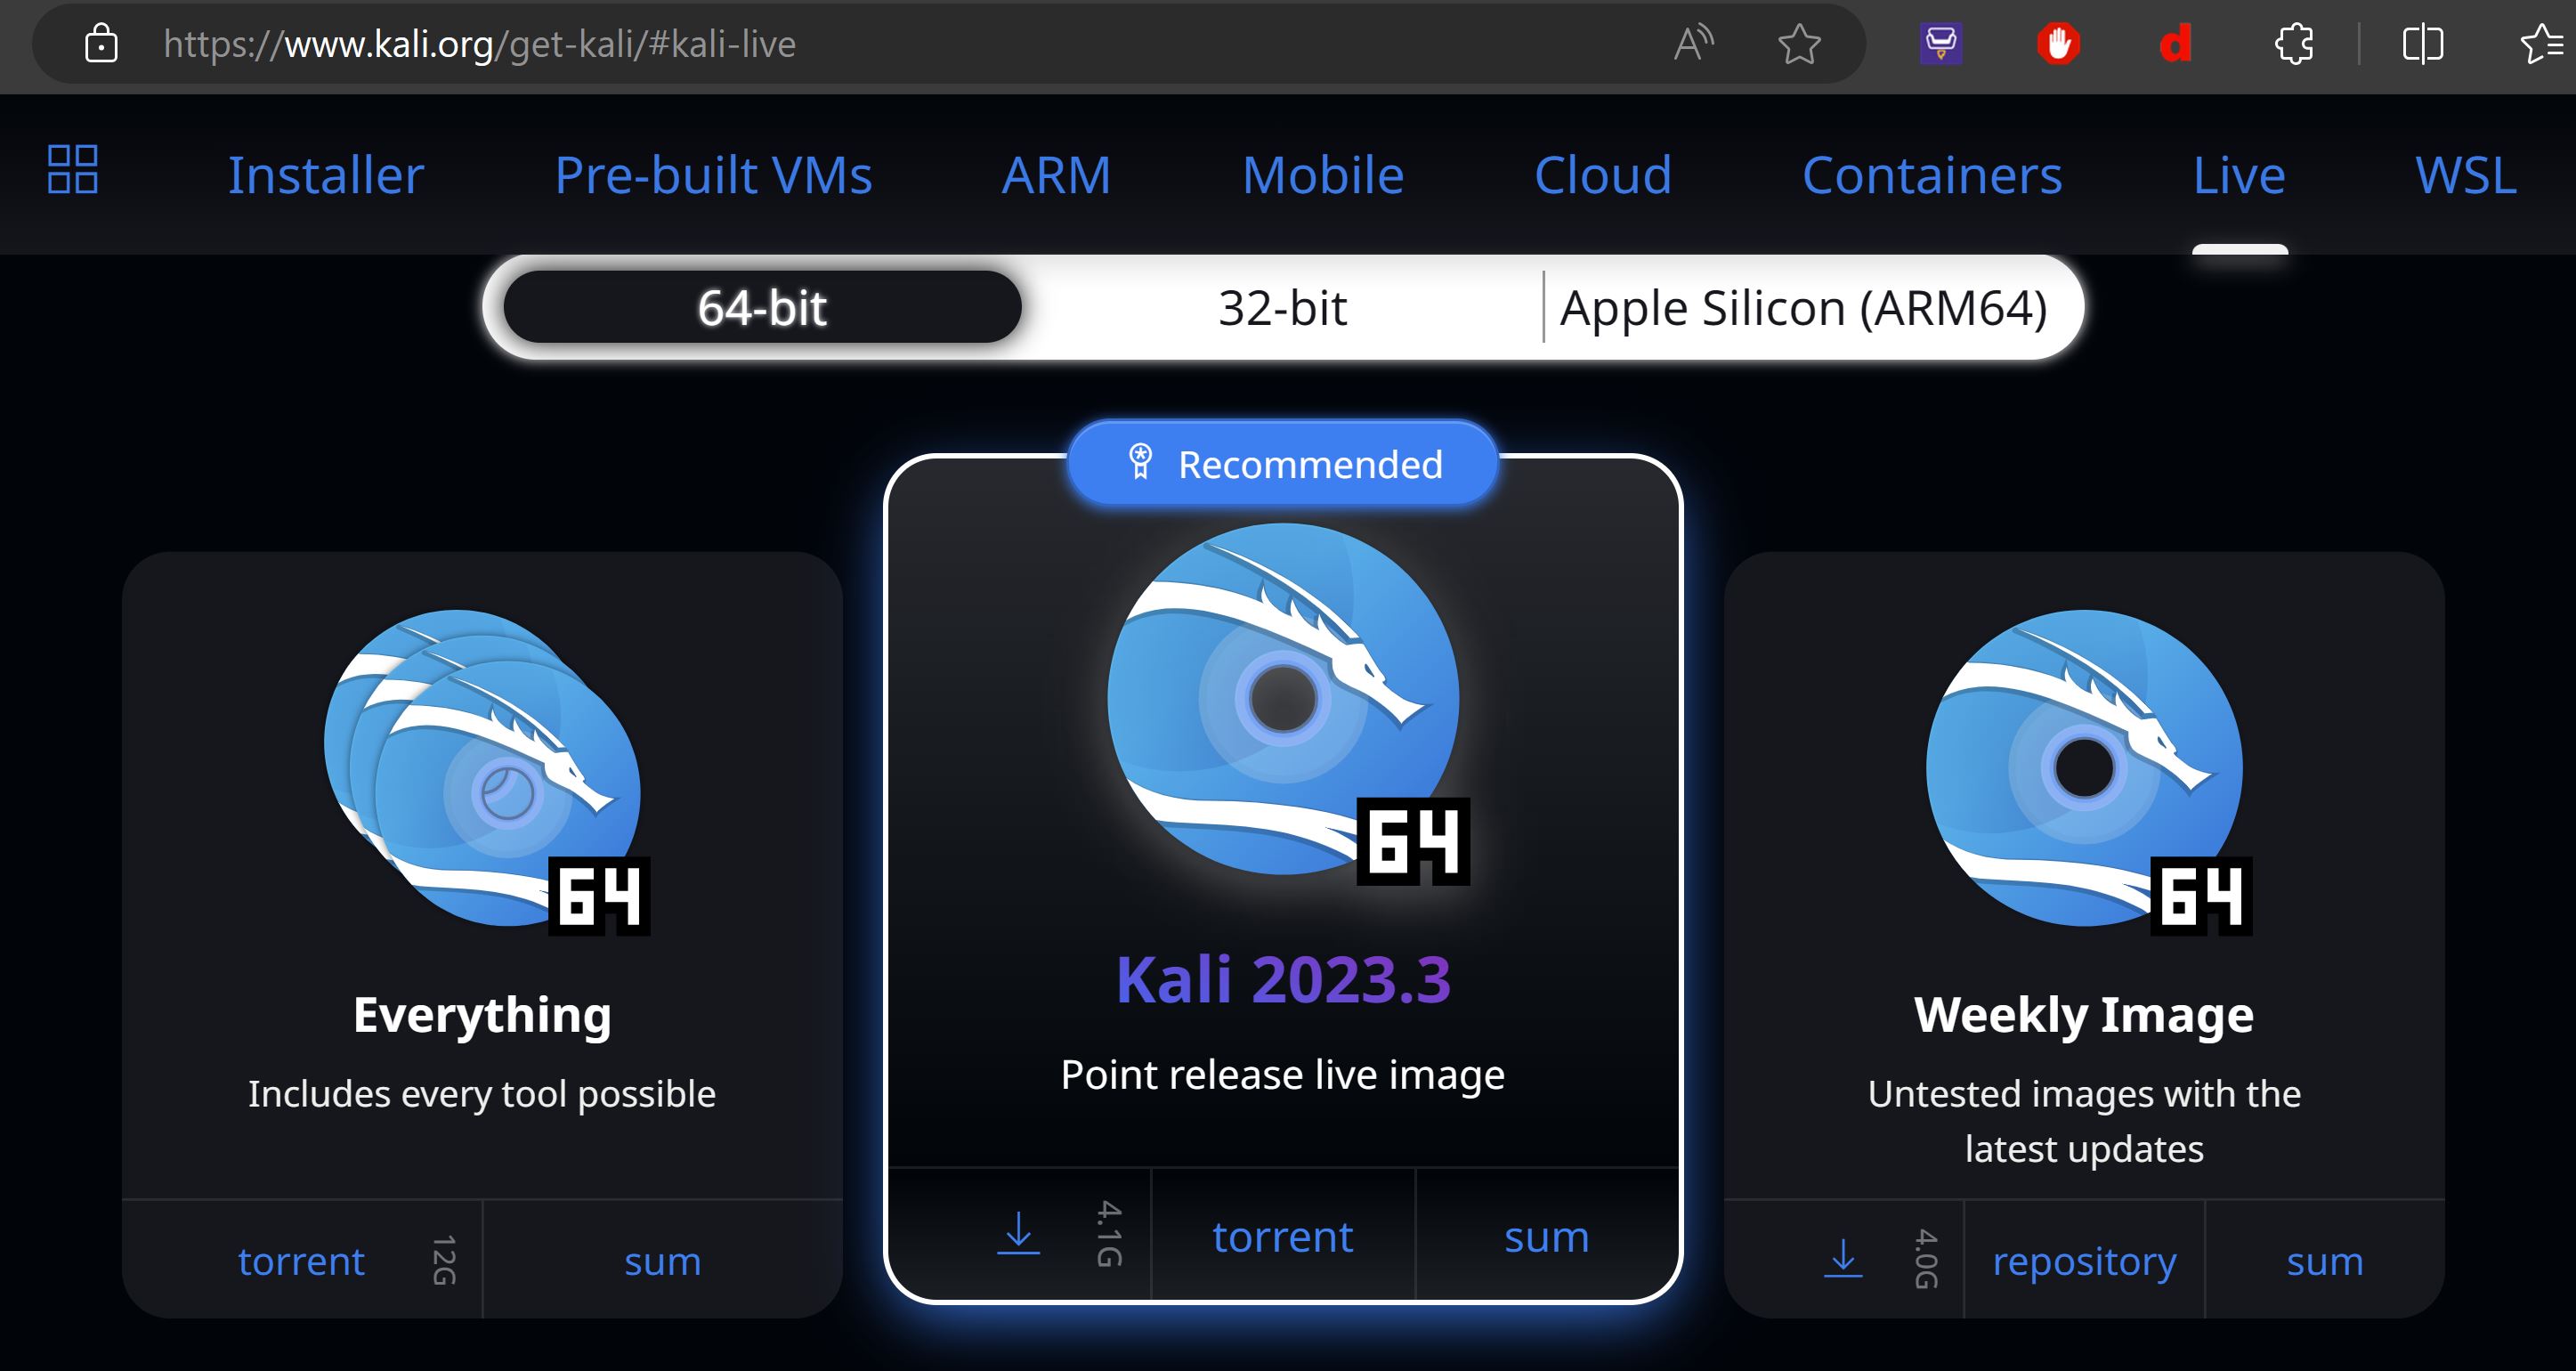 https://www.kali.org/get-kali/#kali-live
Installer Pre-built VMs ARM Mobile Cloud Containers Live WSL
64-bit 32-bit Apple Silicon (ARM64)
Recommended
64
64
64
Kali 2023.3
Point release live image
Everything
Includes every tool possible
Weekly Image
Untested images with the
latest updates
torrent 12G sum
4.1G torrent sum
4.0G repository sum